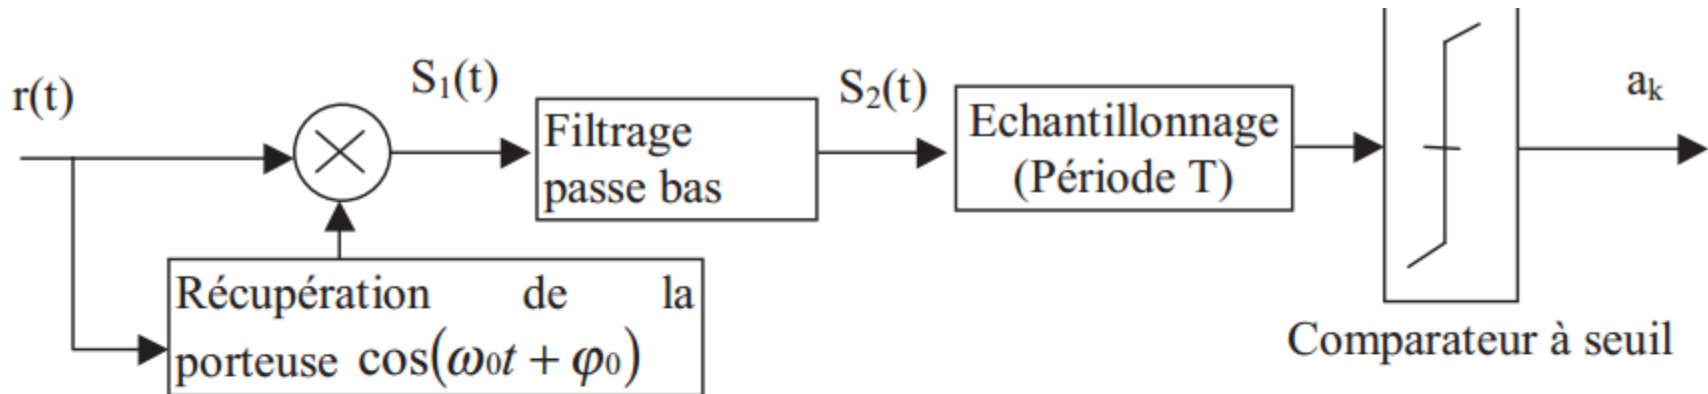 r(t)
S₁(t)
Filtrage
passe bas
S₂(t)
Echantillonnage
(Période T)
aₖ
Récupération de la
porteuse cos(ω₀t + φ₀)
Comparateur à seuil